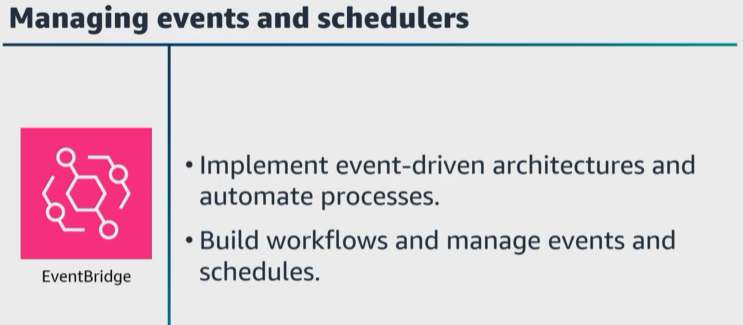 Managing events and schedulers
• Implement event-driven architectures and
automate processes.
• Build workflows and manage events and
schedules.
EventBridge